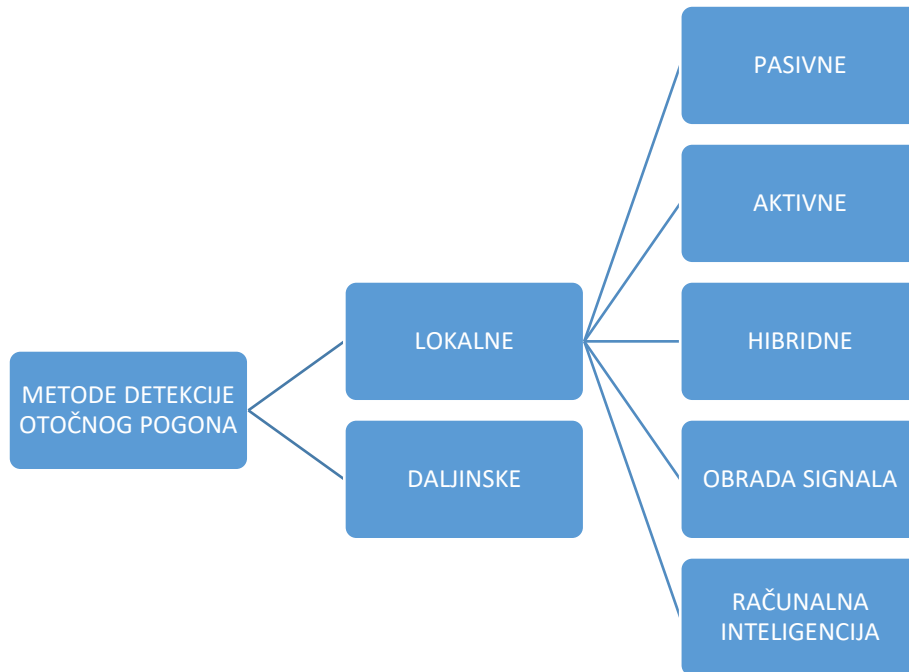 METODE DETEKCIJE
OTOČNOG POGONA
LOKALNE
DALJINSKE
PASIVNE
AKTIVNE
HIBRIDNE
OBRADA SIGNALA
RAČUNALNA
INTELIGENCIJA